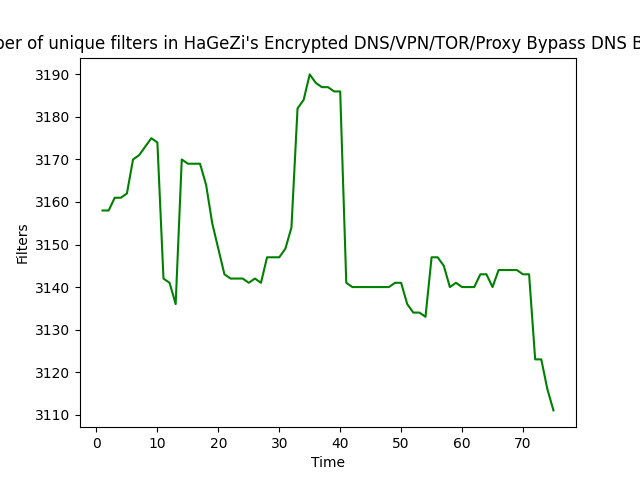 ber of unique filters in HaGeZi's Encrypted DNS/VPN/TOR/Proxy Bypass DNS B
3190
3180
3170
3160
3150
3140
3130
3120
3110
Filters
0 10 20 30 40 50 60 70
Time